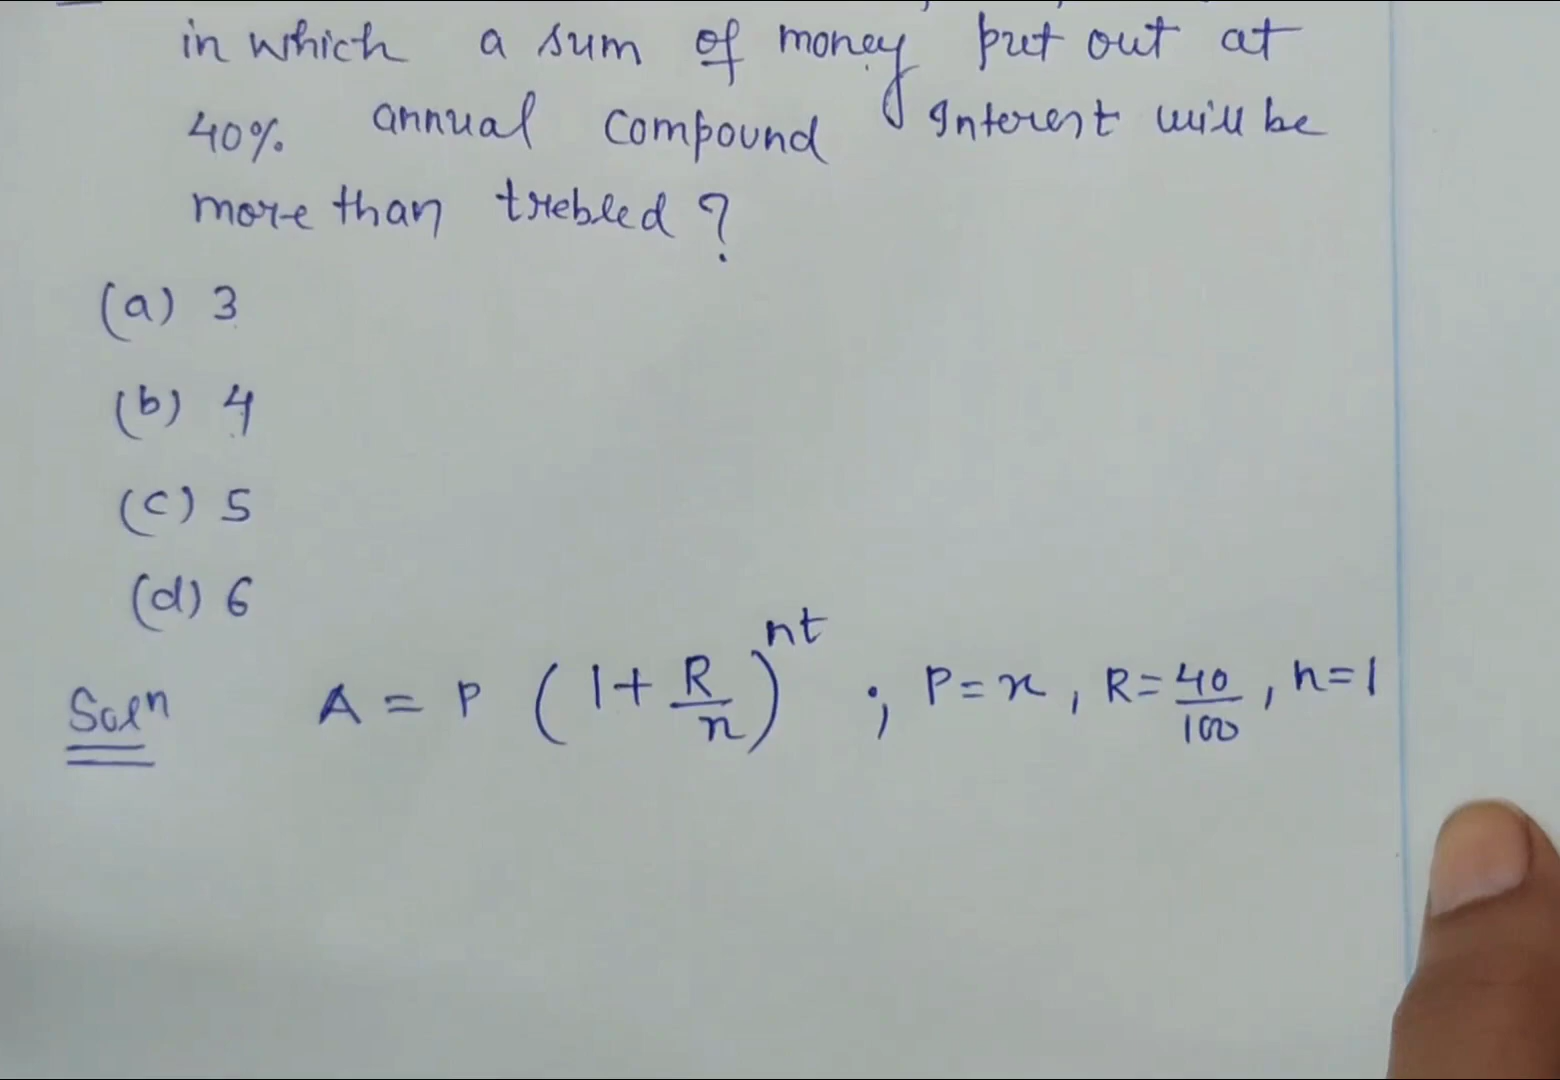 in which a sum of money put out at
40% annual compound Interest will be
more than trebled ?
(a) 3
(b) 4
(c) 5
(d) 6
Solⁿ A = P (1 + R/n)^nt ; P = x , R = 40/100 , n = 1